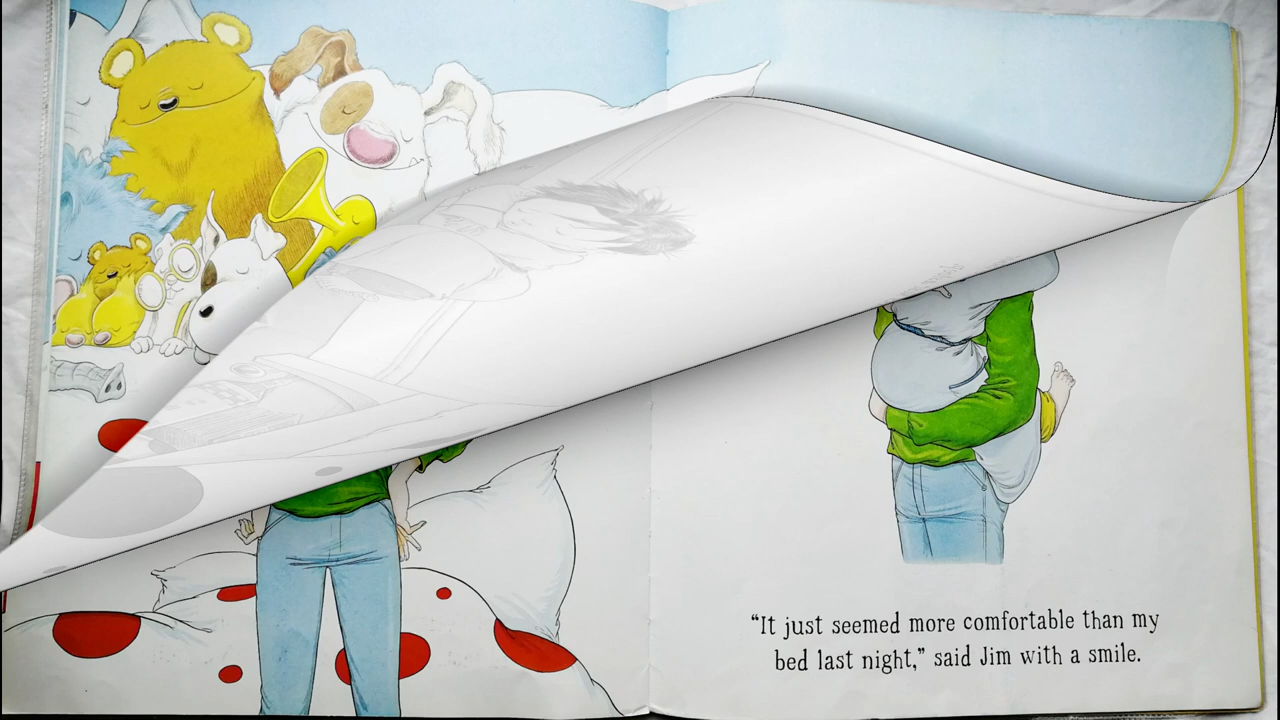 “It just seemed more comfortable than my
bed last night,” said Jim with a smile.